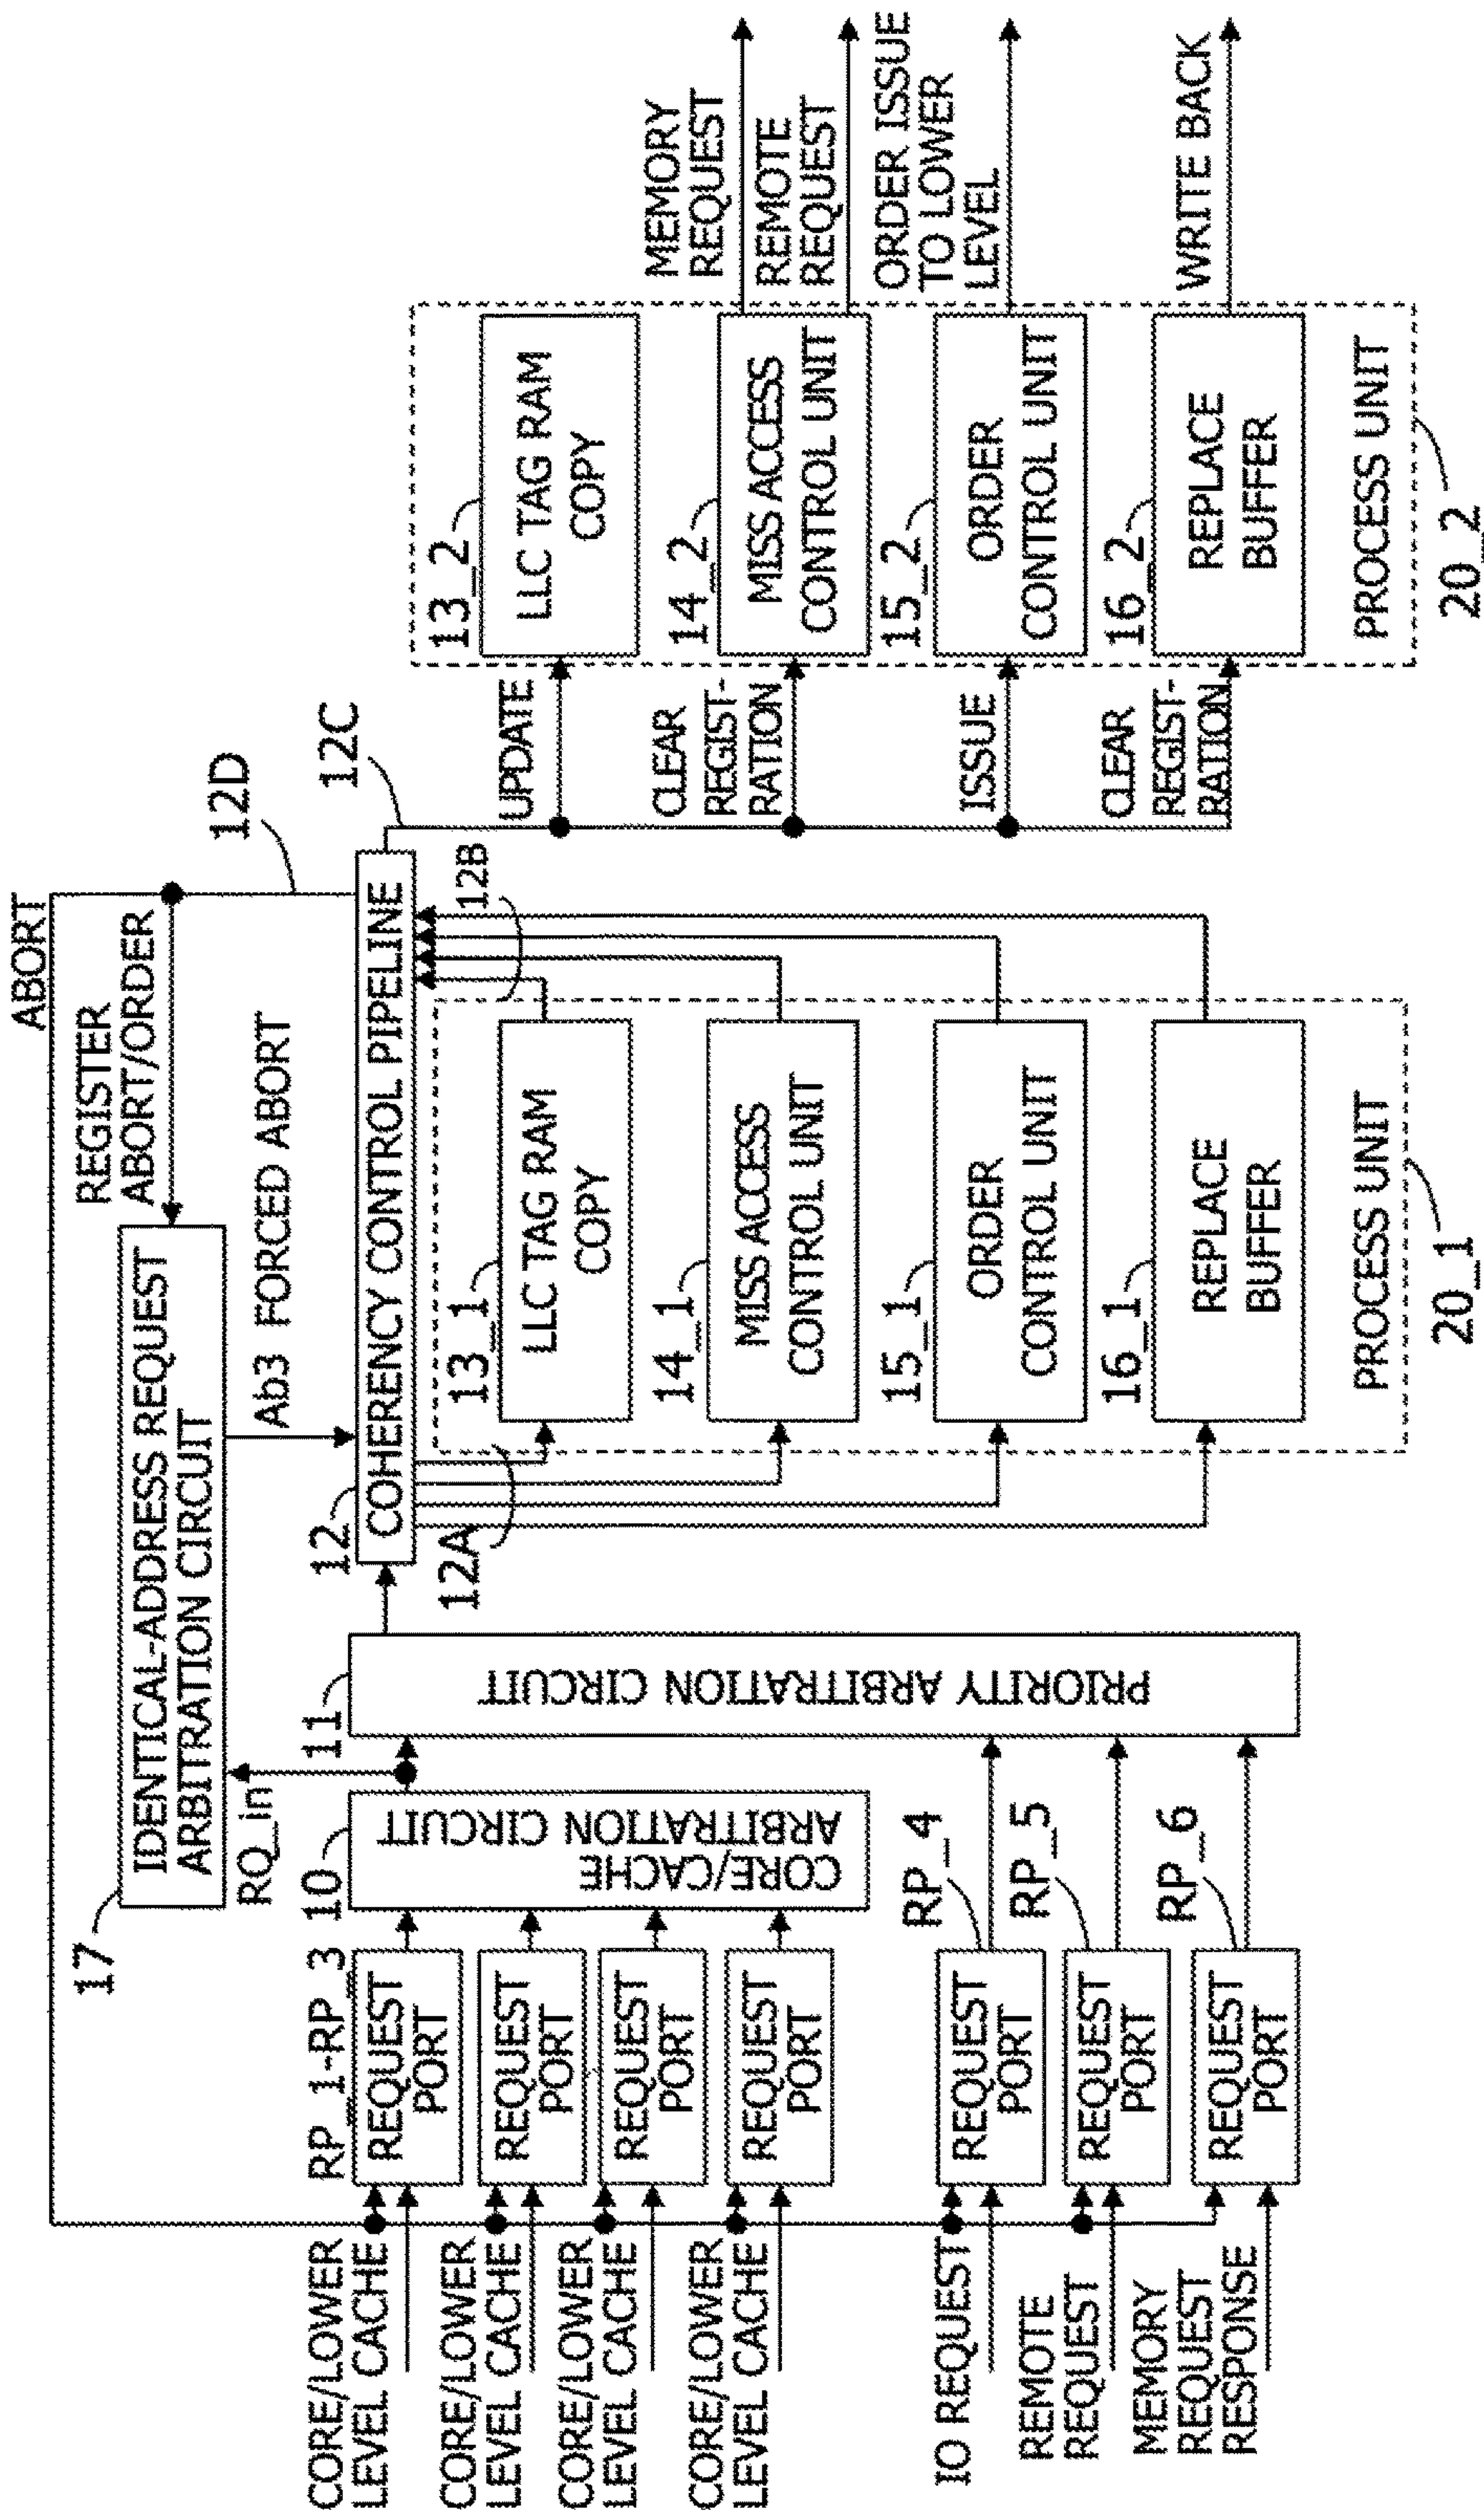 ABORT
12D
REGISTER
ABORT/ORDER
17
IDENTICAL-ADDRESS REQUEST
ARBITRATION CIRCUIT
RQ_in
Ab3 FORCED ABORT
12C
CORE/LOWER
LEVEL CACHE
CORE/LOWER
LEVEL CACHE
CORE/LOWER
LEVEL CACHE
CORE/LOWER
LEVEL CACHE
IO REQUEST
REMOTE
REQUEST
MEMORY
REQUEST
RESPONSE
RP_1-RP_3
REQUEST
PORT
REQUEST
PORT
REQUEST
PORT
REQUEST
PORT
RP_4
REQUEST
PORT
RP_5
REQUEST
PORT
RP_6
REQUEST
PORT
10
CORE/CACHE
ARBITRATION CIRCUIT
11
PRIORITY ARBITRATION CIRCUIT
12
COHERENCY CONTROL PIPELINE
12A
12B
13_1
LLC TAG RAM
COPY
14_1
MISS ACCESS
CONTROL UNIT
15_1
ORDER
CONTROL UNIT
16_1
REPLACE
BUFFER
PROCESS UNIT
20_1
UPDATE
CLEAR
REGIST-
RATION
ISSUE
CLEAR
REGIST-
RATION
13_2
LLC TAG RAM
COPY
14_2
MISS ACCESS
CONTROL UNIT
15_2
ORDER
CONTROL UNIT
16_2
REPLACE
BUFFER
PROCESS UNIT
20_2
MEMORY
REQUEST
REMOTE
REQUEST
ORDER ISSUE
TO LOWER
LEVEL
WRITE BACK